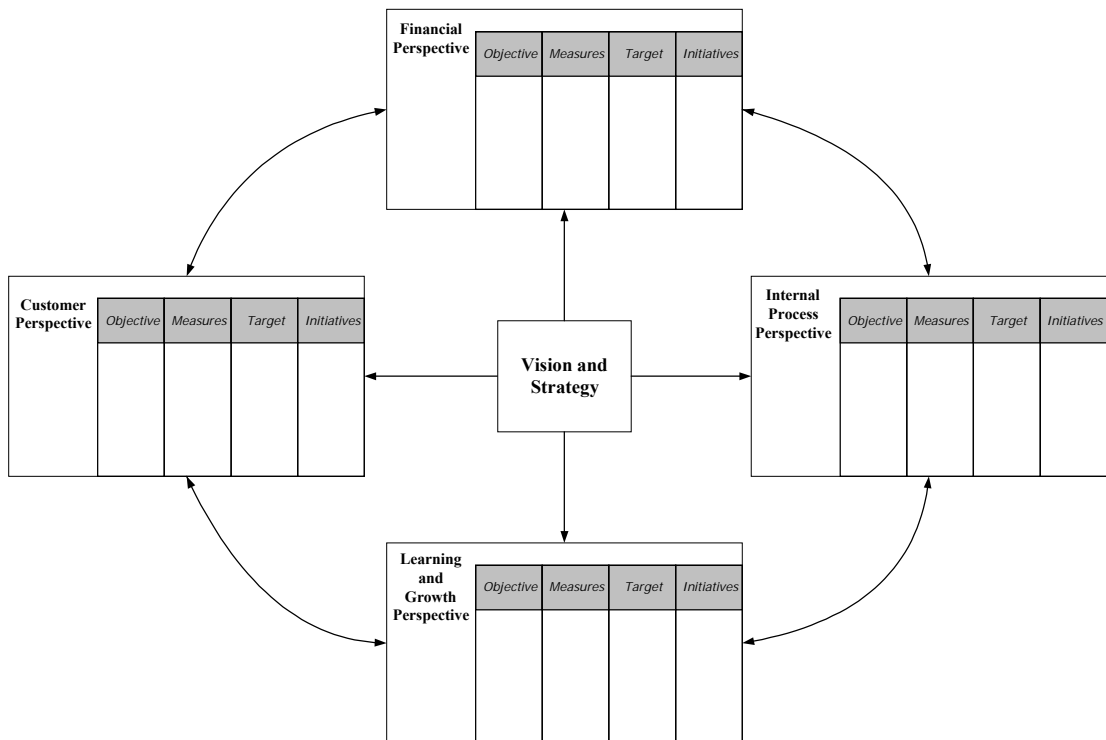 Financial
Perspective
Objective Measures Target Initiatives
Customer
Perspective
Objective Measures Target Initiatives
Vision and
Strategy
Internal
Process
Perspective
Objective Measures Target Initiatives
Learning
and
Growth
Perspective
Objective Measures Target Initiatives